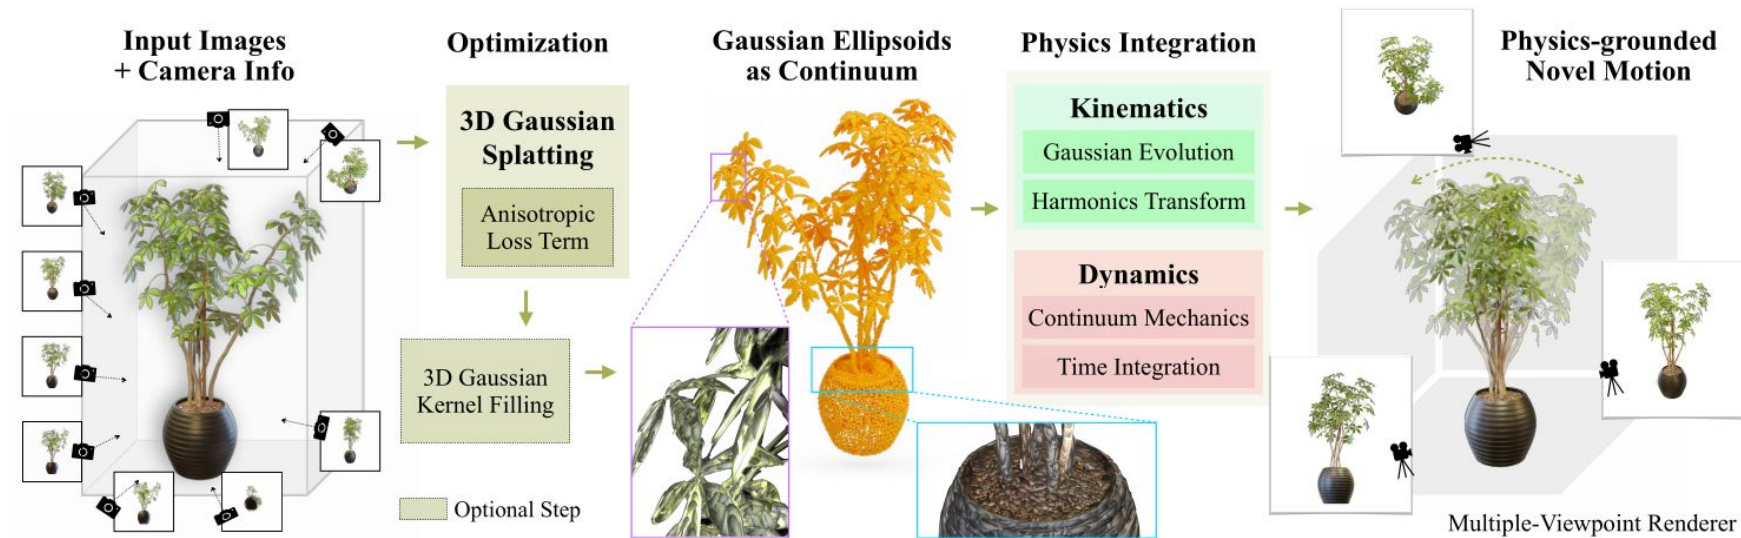 Input Images
+ Camera Info
Optimization
3D Gaussian
Splatting
Anisotropic
Loss Term
3D Gaussian
Kernel Filling
Optional Step
Gaussian Ellipsoids
as Continuum
Physics Integration
Kinematics
Gaussian Evolution
Harmonics Transform
Dynamics
Continuum Mechanics
Time Integration
Physics-grounded
Novel Motion
Multiple-Viewpoint Renderer